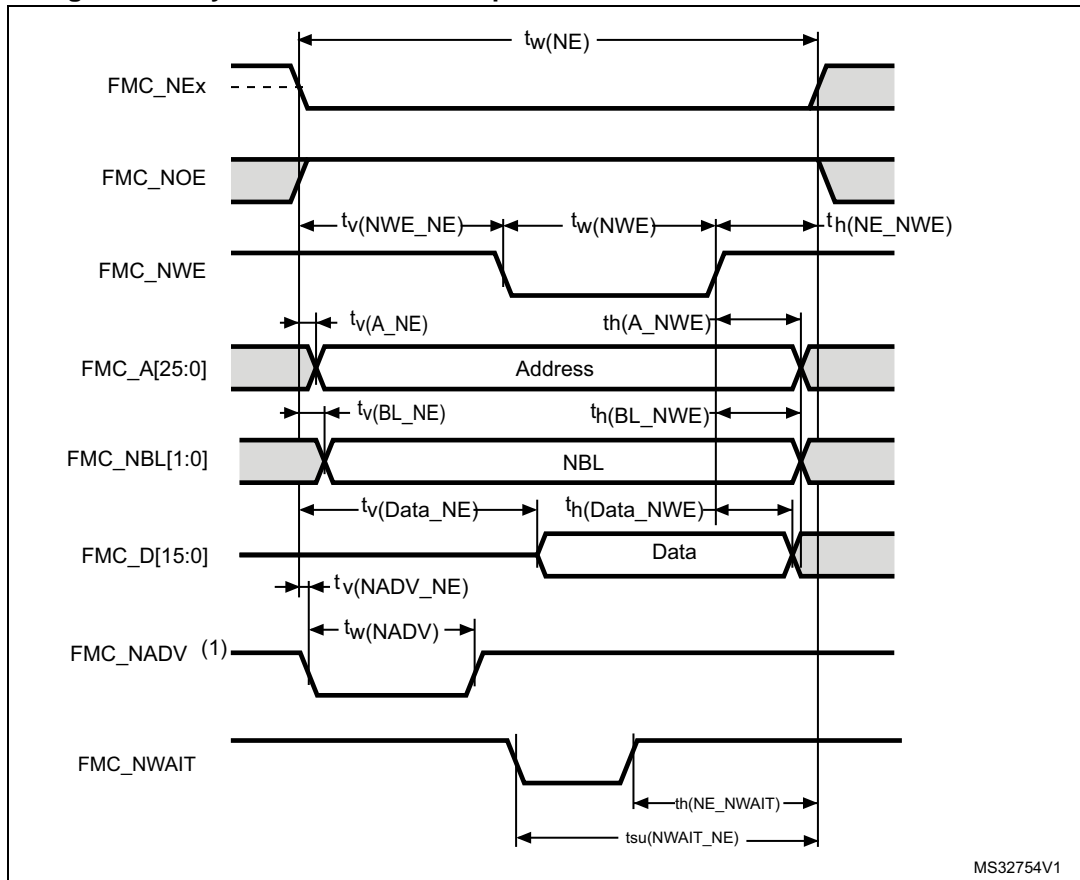 tw(NE)
FMC_NEx
FMC_NOE
tv(NWE_NE) tw(NWE) th(NE_NWE)
FMC_NWE
tv(A_NE) th(A_NWE)
FMC_A[25:0] Address
tv(BL_NE) th(BL_NWE)
FMC_NBL[1:0] NBL
tv(Data_NE) th(Data_NWE)
FMC_D[15:0] Data
tv(NADV_NE)
tw(NADV)
FMC_NADV (1)
FMC_NWAIT
th(NE_NWAIT)
tsu(NWAIT_NE)
MS32754V1